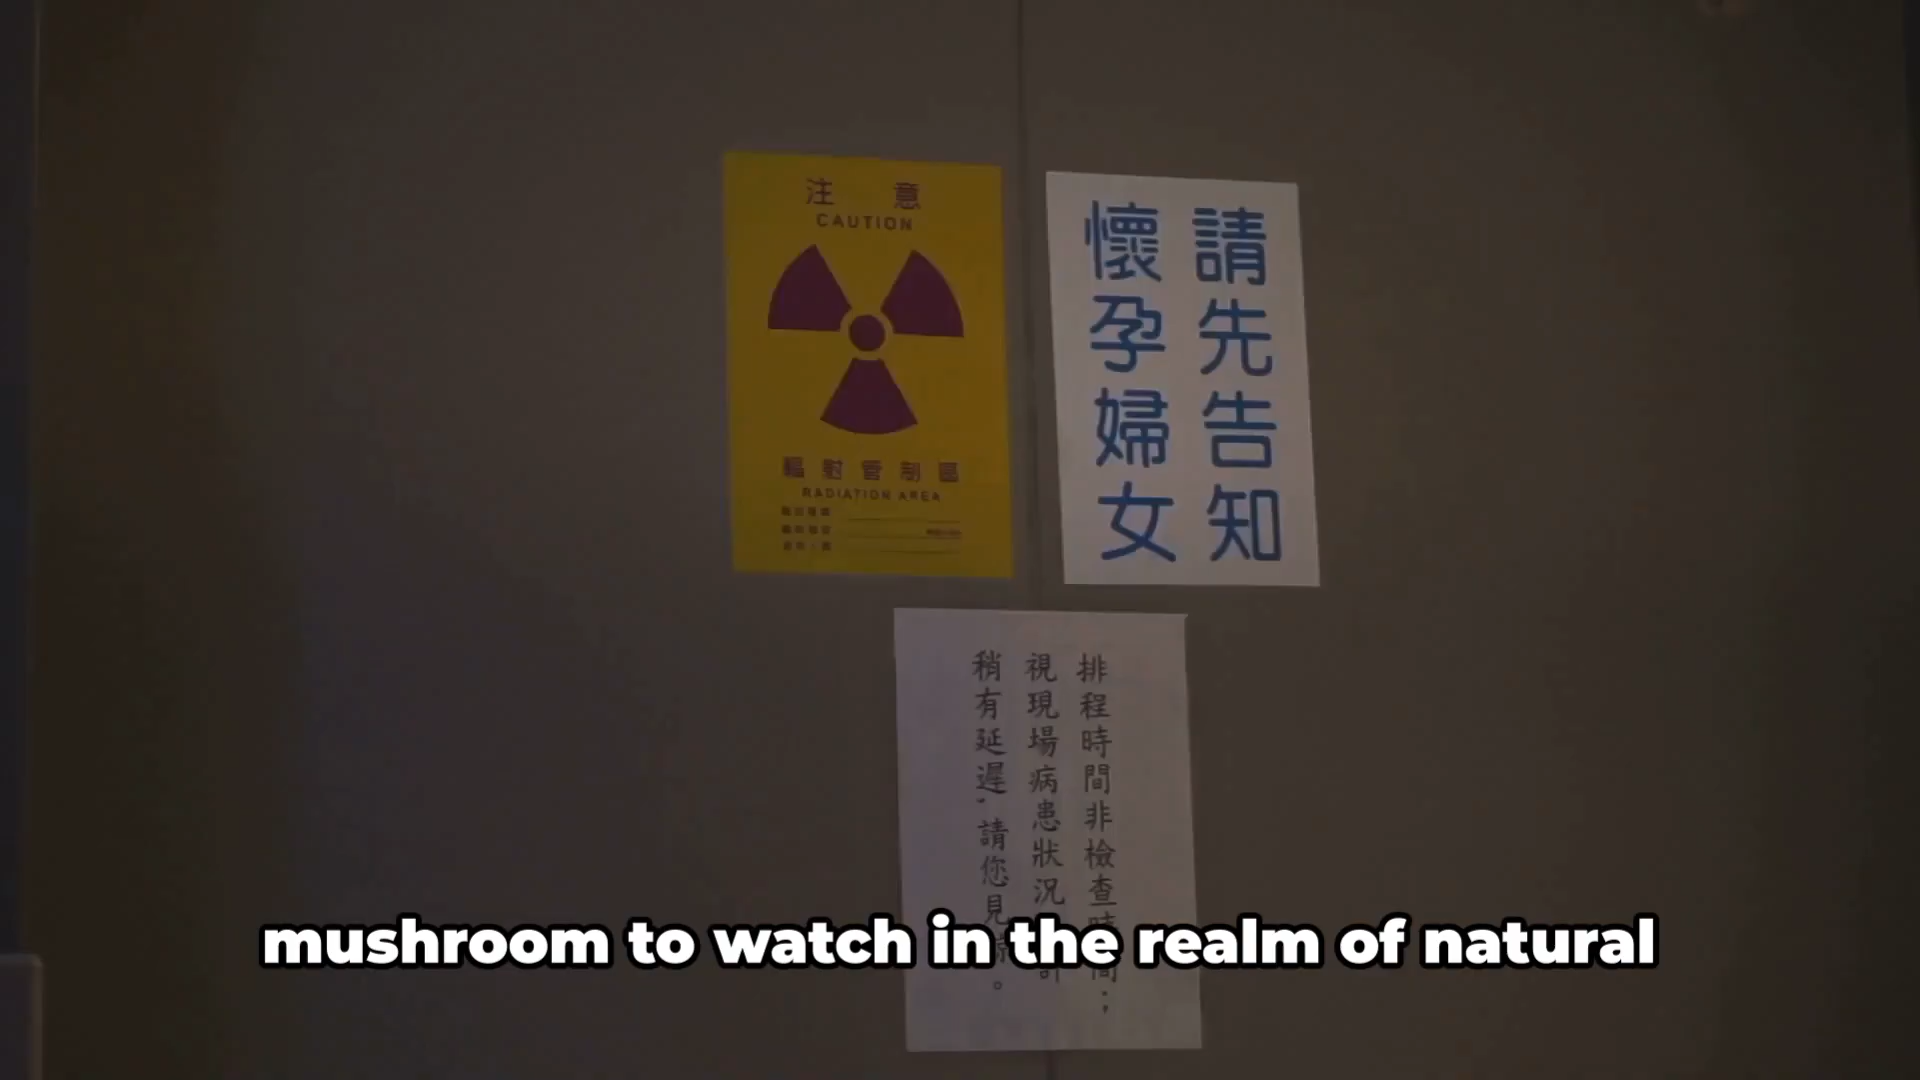 注 意
CAUTION
輻射管制區
RADIATION AREA
請先告知
懷孕婦女
排程時間非檢查時間；
視現場病患狀況
稍有延遲，請您見諒。
mushroom to watch in the realm of natural